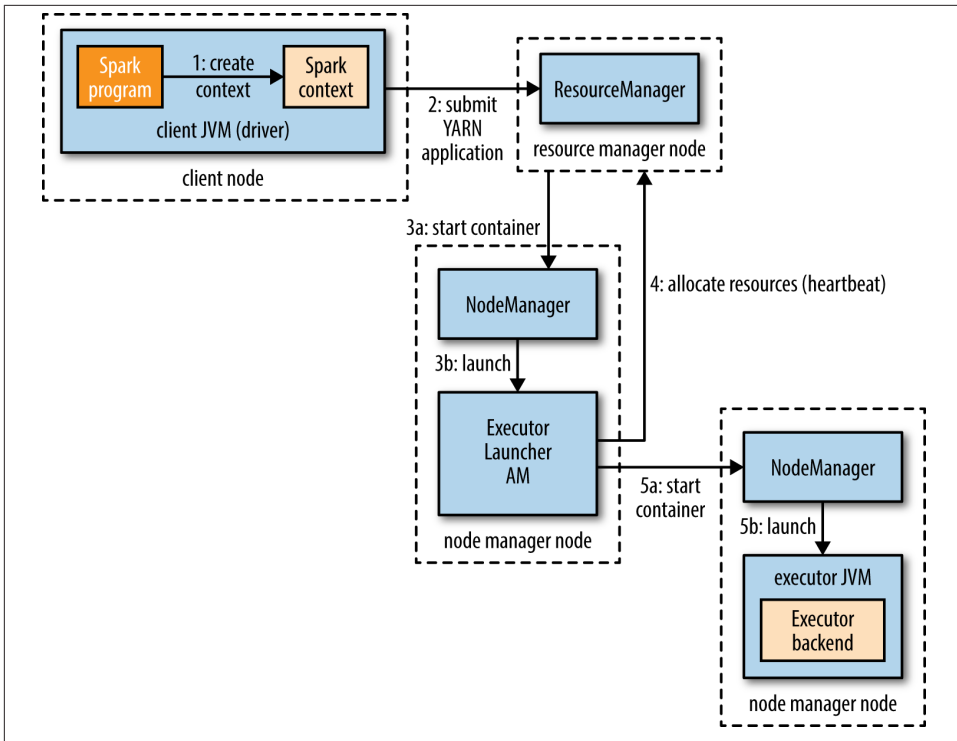 Spark
program
1: create
context
Spark
context
client JVM (driver)
client node
2: submit
YARN
application
ResourceManager
resource manager node
3a: start container
NodeManager
3b: launch
Executor
Launcher
AM
node manager node
4: allocate resources (heartbeat)
5a: start
container
NodeManager
5b: launch
executor JVM
Executor
backend
node manager node